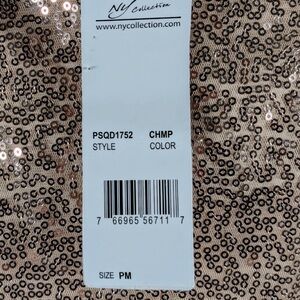 NY Collection
www.nycollection.com
PSQD1752 CHMP
STYLE COLOR
7 66965 56711 7
SIZE PM